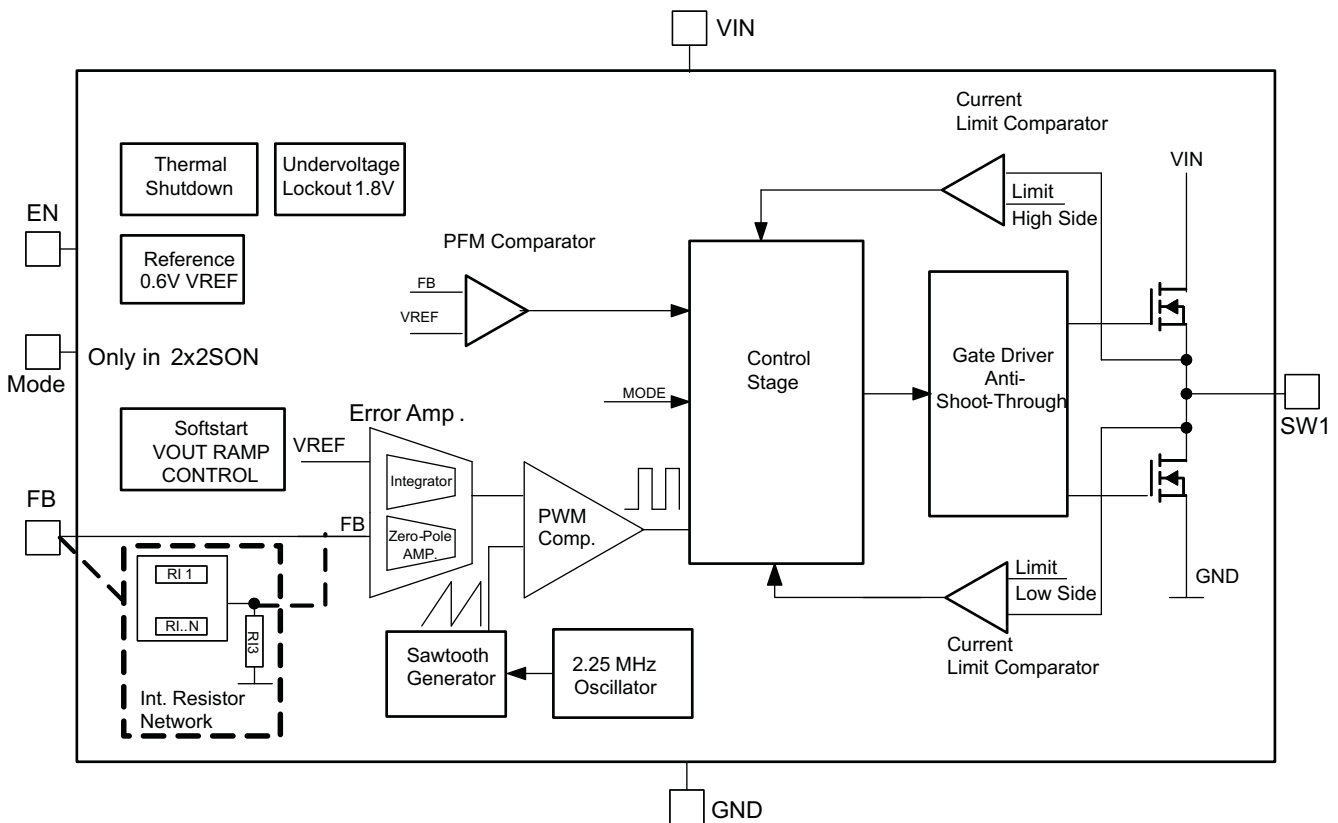 VIN
Current
Limit Comparator
Thermal
Shutdown
Undervoltage
Lockout 1.8V
VIN
Limit
High Side
EN
PFM Comparator
Reference
0.6V VREF
FB
VREF
Only in 2x2SON
Mode
Control
Stage
Gate Driver
Anti-
Shoot-Through
MODE
SW1
Error Amp .
Softstart
VOUT RAMP
CONTROL
VREF
Integrator
FB
FB
Zero-Pole
AMP.
PWM
Comp.
RI 1
RI..N
RI3
Int. Resistor
Network
Sawtooth
Generator
2.25 MHz
Oscillator
Limit
Low Side
GND
Current
Limit Comparator
GND